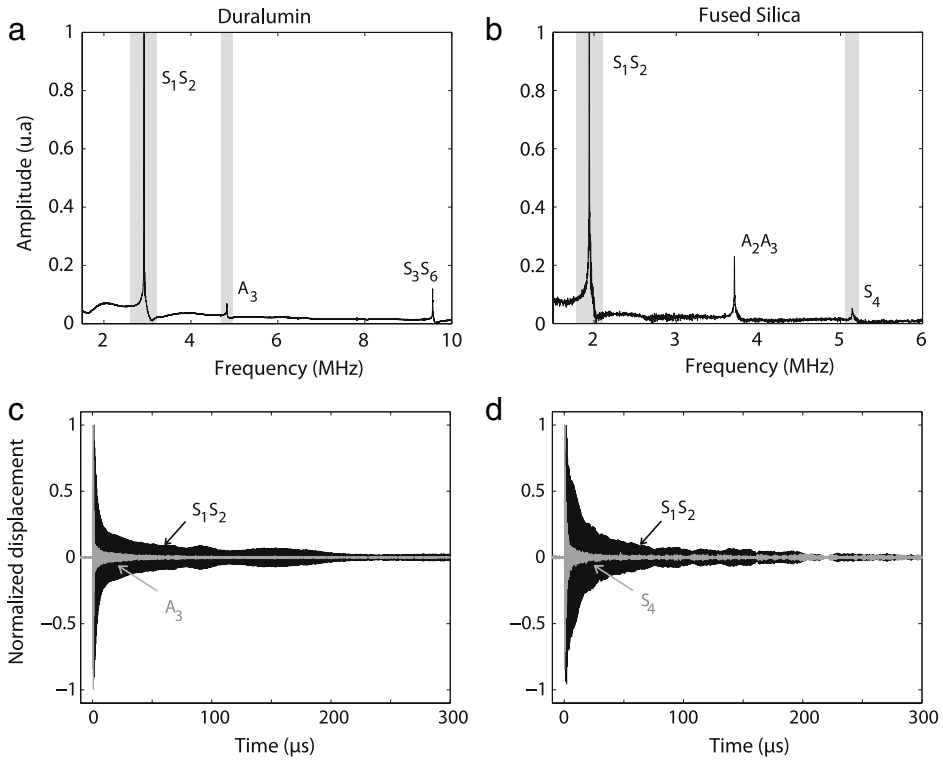 Duralumin
Fused Silica
a
b
Amplitude (u.a)
1
0.8
0.6
0.4
0.2
0
S1S2
A3
S3S6
2
4
6
8
10
Frequency (MHz)
1
0.8
0.6
0.4
0.2
0
S1S2
A2A3
S4
2
3
4
5
6
Frequency (MHz)
c
d
Normalized displacement
1
0.5
0
−0.5
−1
S1S2
A3
0
100
200
300
Time (µs)
1
0.5
0
−0.5
−1
S1S2
S4
0
100
200
300
Time (µs)